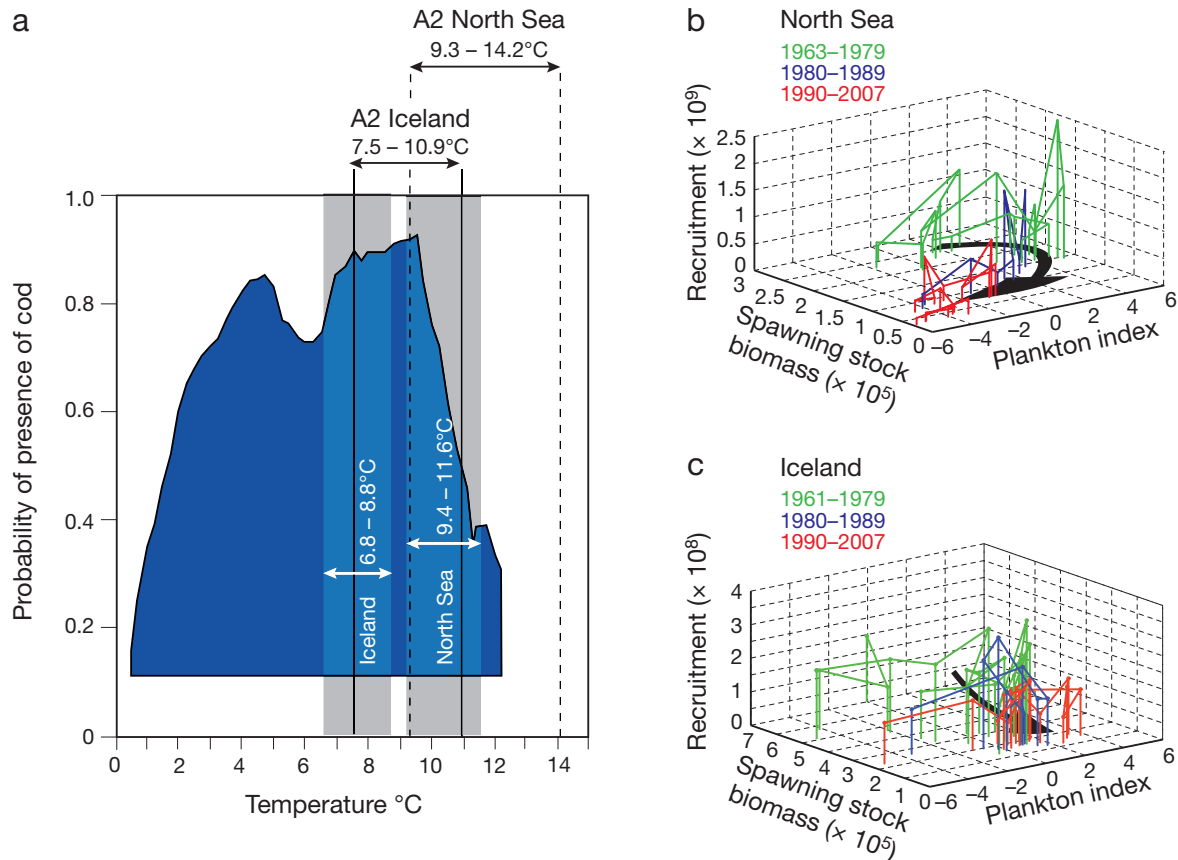 a
A2 North Sea
9.3 – 14.2°C
A2 Iceland
7.5 – 10.9°C
1.0
0.8
0.6
0.4
0.2
0
Probability of presence of cod
6.8 – 8.8°C
Iceland
9.4 – 11.6°C
North Sea
0 2 4 6 8 10 12 14
Temperature °C
b North Sea
1963–1979
1980–1989
1990–2007
Recruitment (× 10⁹)
2.5
2
1.5
1
0.5
0
3 2.5 2 1.5 1 0.5 0
Spawning stock
biomass (× 10⁵)
–6 –4 –2 0 2 4 6
Plankton index
c Iceland
1961–1979
1980–1989
1990–2007
Recruitment (× 10⁸)
4
3
2
1
0
7 6 5 4 3 2 1 0
Spawning stock
biomass (× 10⁵)
–6 –4 –2 0 2 4 6
Plankton index